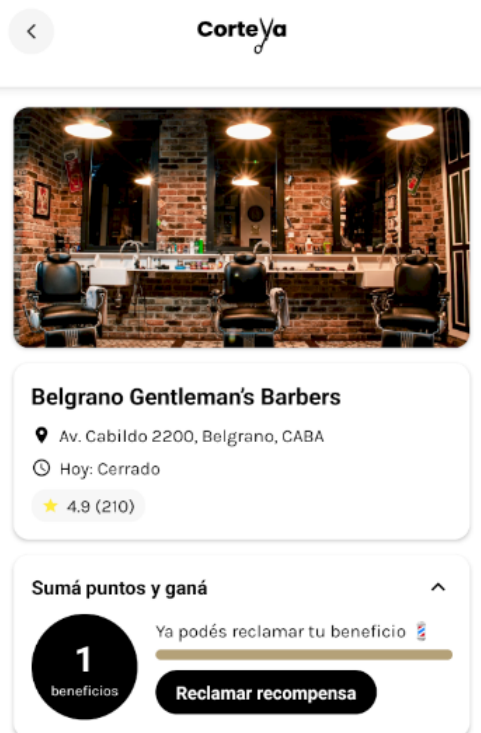 CorteYa
Belgrano Gentleman's Barbers
Av. Cabildo 2200, Belgrano, CABA
Hoy: Cerrado
4.9 (210)
Sumá puntos y ganá
1
beneficios
Ya podés reclamar tu beneficio
Reclamar recompensa